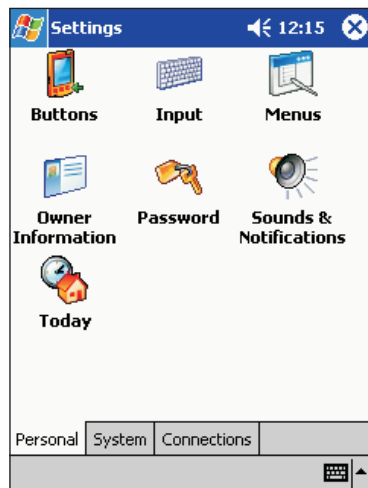 Settings 12:15
Buttons Input Menus
Owner Information Password Sounds & Notifications
Today
Personal System Connections